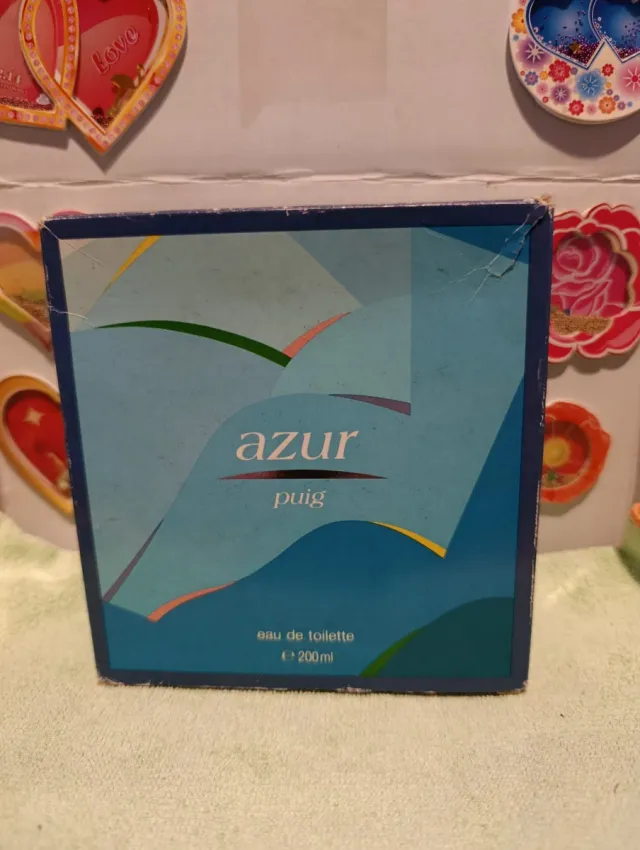 Love
azur
puig
eau de toilette
℮ 200ml